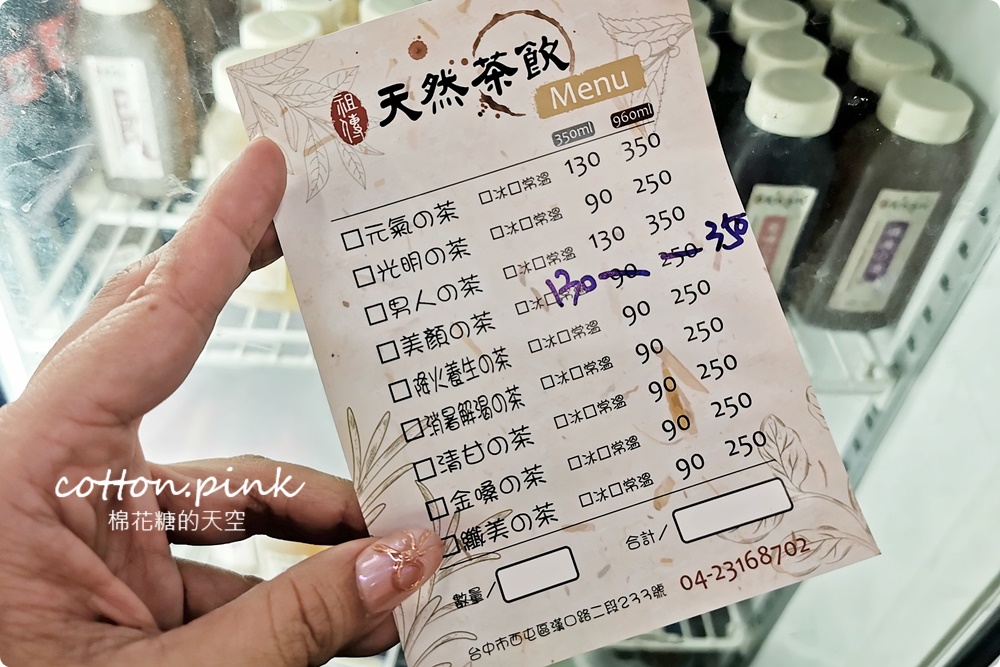 祖傳
天然茶飲
Menu
350ml 960ml
□元氣の茶 □冰□常溫 130 350
□光明の茶 □冰□常溫 90 250
□男人の茶 □冰□常溫 130 350
□美顏の茶 □冰□常溫 130 90 250 350
□降火養生の茶 □冰□常溫 90 250
□消暑解渴の茶 □冰□常溫 90 250
□清甘の茶 □冰□常溫 90 250
□金嗓の茶 □冰□常溫 90 250
□纖美の茶 □冰□常溫 90 250
數量/ 合計/
台中市西屯區漢口路二段233號 04-23168702
cotton.pink
棉花糖的天空